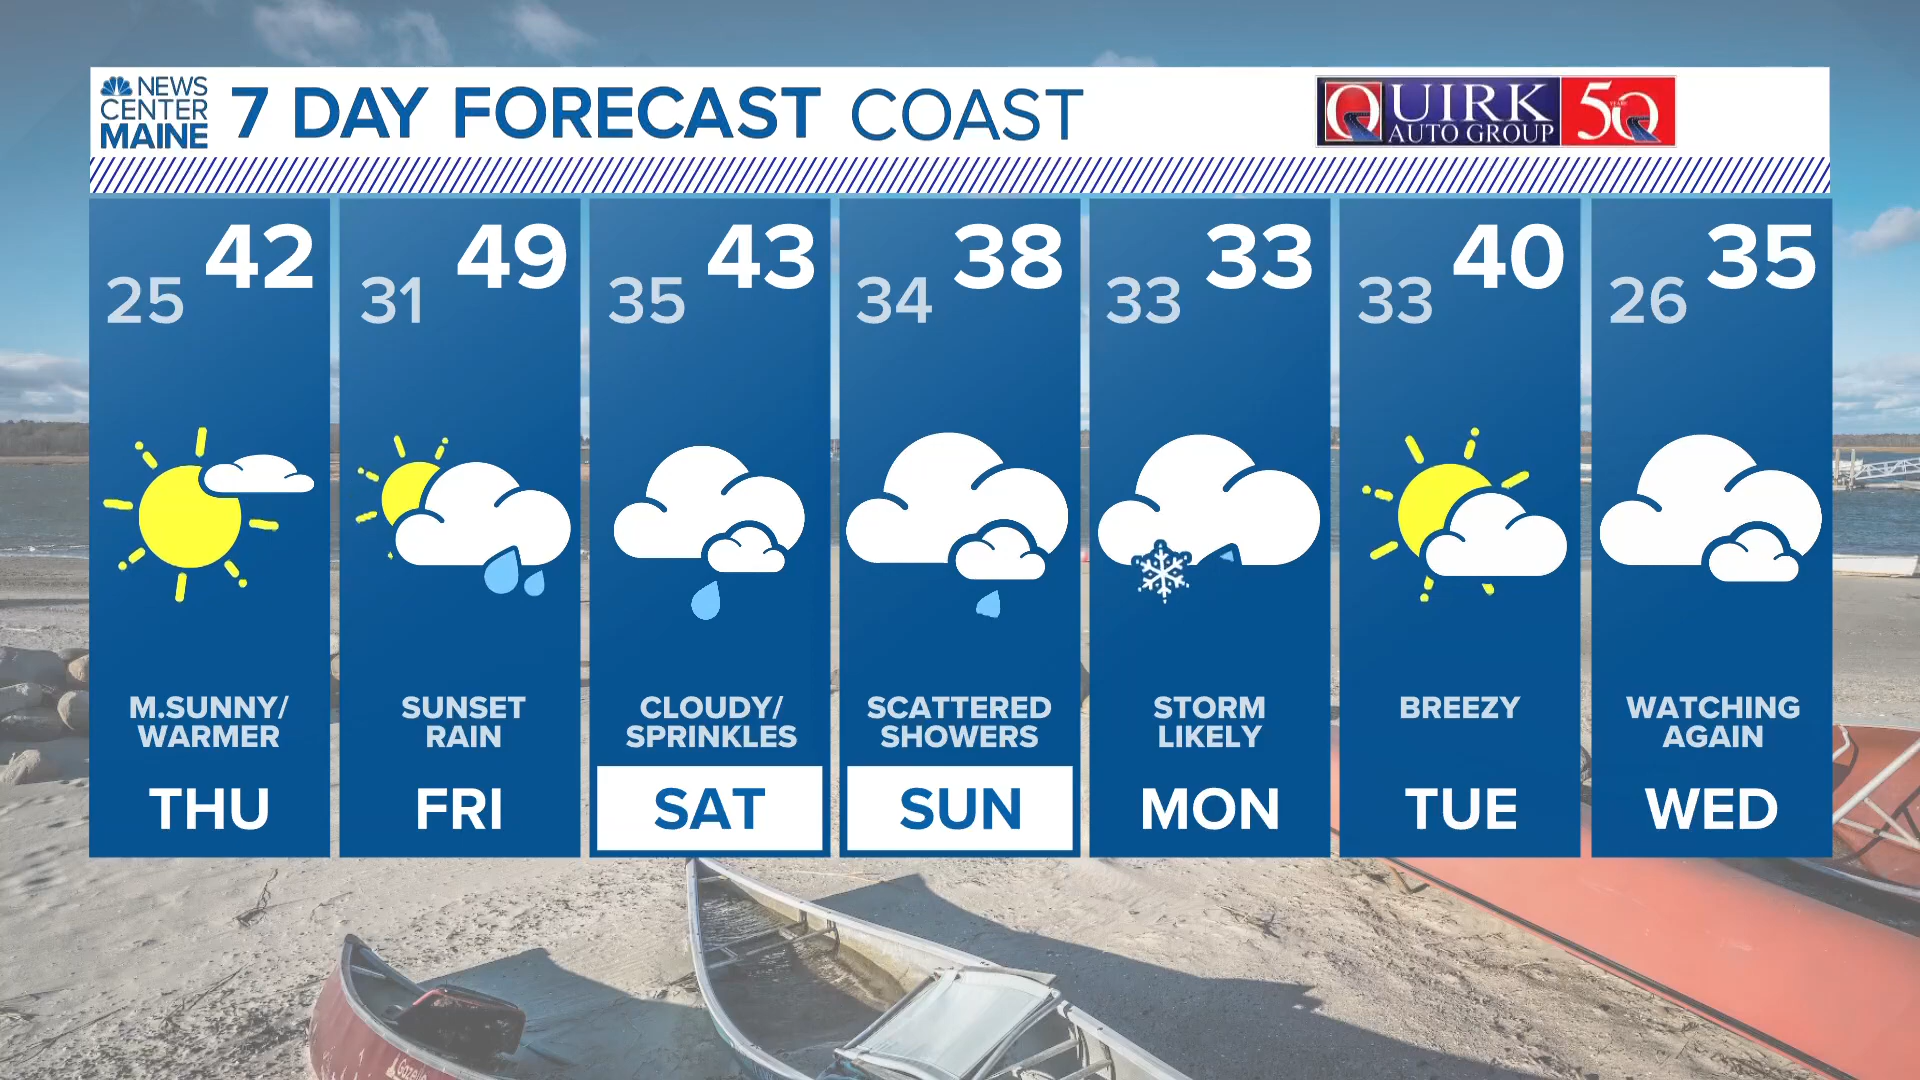 NEWS
CENTER
MAINE
7 DAY FORECAST COAST
QUIRK
AUTO GROUP
50
YEARS
25 42
31 49
35 43
34 38
33 33
33 40
26 35
M.SUNNY/
WARMER
SUNSET
RAIN
CLOUDY/
SPRINKLES
SCATTERED
SHOWERS
STORM
LIKELY
BREEZY
WATCHING
AGAIN
THU
FRI
SAT
SUN
MON
TUE
WED